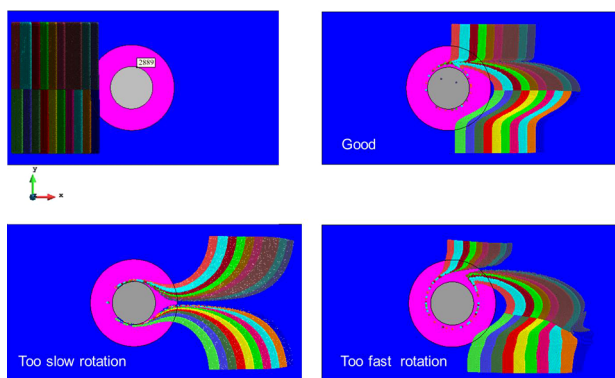 2889
Good
y
x
Too slow rotation
Too fast rotation